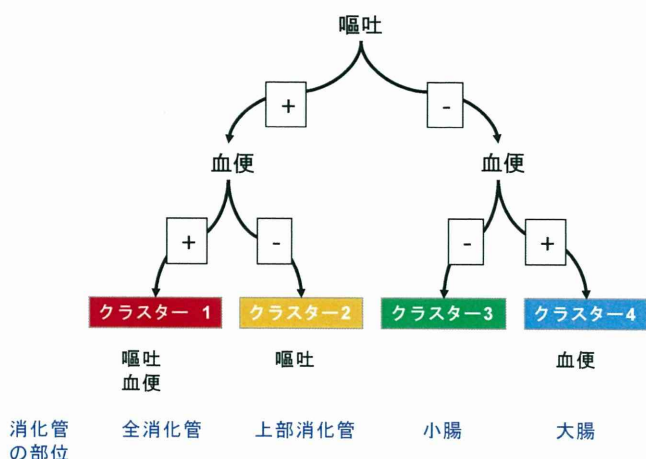 嘔吐
+ -
血便 血便
+ - - +
クラスター 1 クラスター2 クラスター3 クラスター4
嘔吐 嘔吐 血便
血便
消化管 全消化管 上部消化管 小腸 大腸
の部位